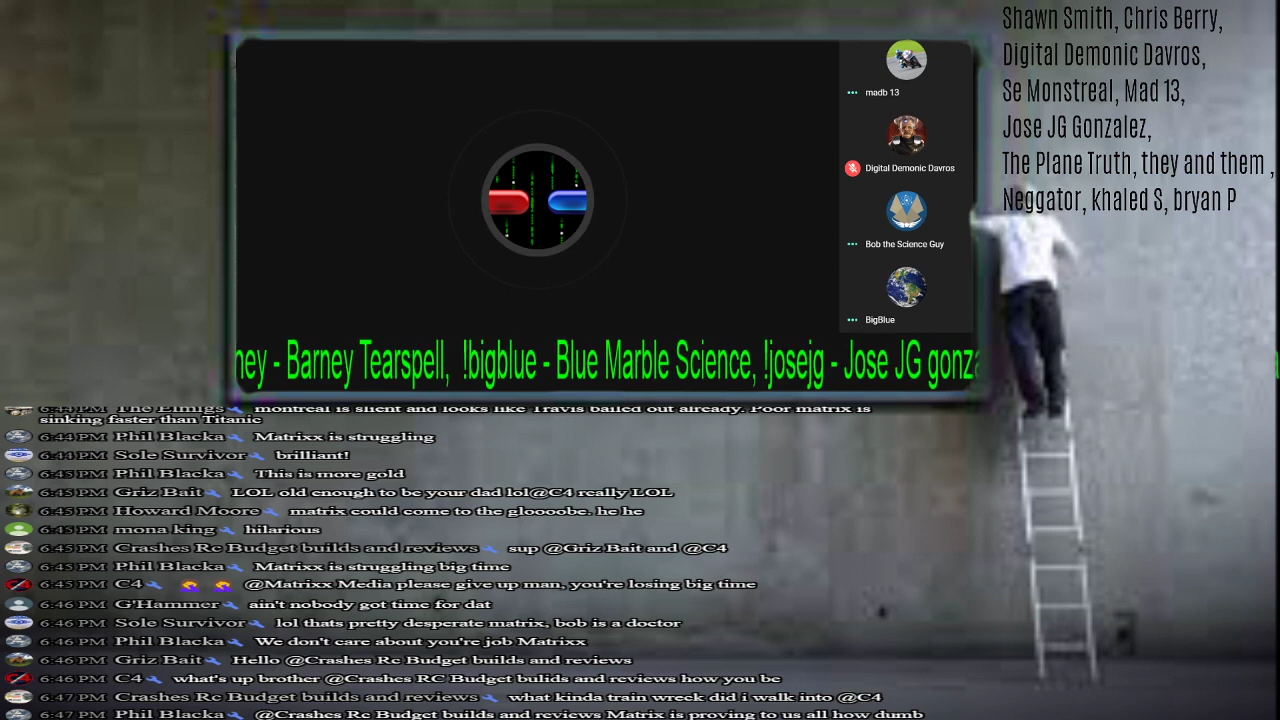 Shawn Smith, Chris Berry,
Digital Demonic Davros,
Se Monstreal, Mad 13,
Jose JG Gonzalez,
The Plane Truth, they and them ,
Neggator, khaled S, bryan P
madb 13
Digital Demonic Davros
Bob the Science Guy
BigBlue
ney - Barney Tearspell, !bigblue - Blue Marble Science, !josejg - Jose JG gonza
6:44 PM The Elmigs montreal is silent and looks like Travis bailed out already. Poor matrix is
sinking faster than Titanic
6:44 PM Phil Blacka Matrixx is struggling
6:44 PM Sole Survivor brilliant!
6:45 PM Phil Blacka This is more gold
6:45 PM Griz Bait LOL old enough to be your dad lol@C4 really LOL
6:45 PM Howard Moore matrix could come to the gloooobe. he he
6:45 PM mona king hilarious
6:45 PM Crashes Rc Budget builds and reviews sup @Griz Bait and @C4
6:45 PM Phil Blacka Matrixx is struggling big time
6:45 PM C4 @Matrixx Media please give up man, you're losing big time
6:46 PM G'Hammer ain't nobody got time for dat
6:46 PM Sole Survivor lol thats pretty desperate matrix, bob is a doctor
6:46 PM Phil Blacka We don't care about you're job Matrixx
6:46 PM Griz Bait Hello @Crashes Rc Budget builds and reviews
6:46 PM C4 what's up brother @Crashes RC Budget bulids and reviews how you be
6:47 PM Crashes Rc Budget builds and reviews what kinda train wreck did i walk into @C4
6:47 PM Phil Blacka @Crashes Rc Budget builds and reviews Matrix is proving to us all how dumb